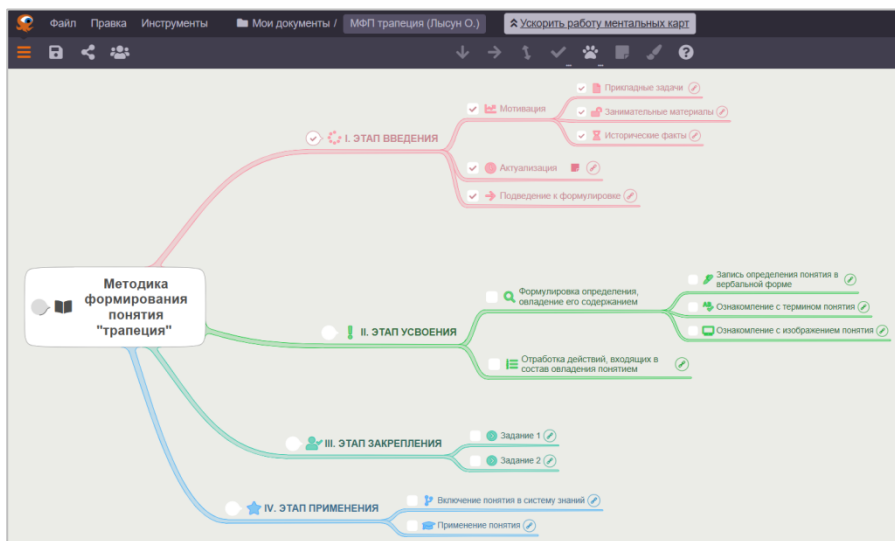 Файл Правка Инструменты Мои документы / МФП трапеция (Лысун О.) Ускорить работу ментальных карт
Прикладные задачи
Мотивация
Занимательные материалы
Исторические факты
I. ЭТАП ВВЕДЕНИЯ
Актуализация
Подведение к формулировке
Методика
формирования
понятия
"трапеция"
Запись определения понятия в
вербальной форме
Формулировка определения,
овладение его содержанием
Ознакомление с термином понятия
Ознакомление с изображением понятия
II. ЭТАП УСВОЕНИЯ
Отработка действий, входящих в
состав овладения понятием
III. ЭТАП ЗАКРЕПЛЕНИЯ
Задание 1
Задание 2
IV. ЭТАП ПРИМЕНЕНИЯ
Включение понятия в систему знаний
Применение понятия